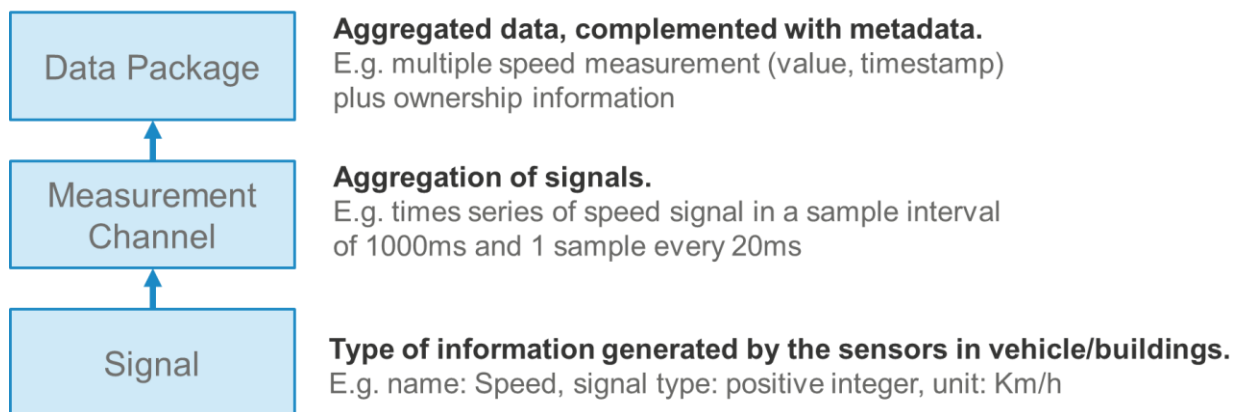 Data Package
Aggregated data, complemented with metadata.
E.g. multiple speed measurement (value, timestamp)
plus ownership information
Measurement
Channel
Aggregation of signals.
E.g. times series of speed signal in a sample interval
of 1000ms and 1 sample every 20ms
Signal
Type of information generated by the sensors in vehicle/buildings.
E.g. name: Speed, signal type: positive integer, unit: Km/h